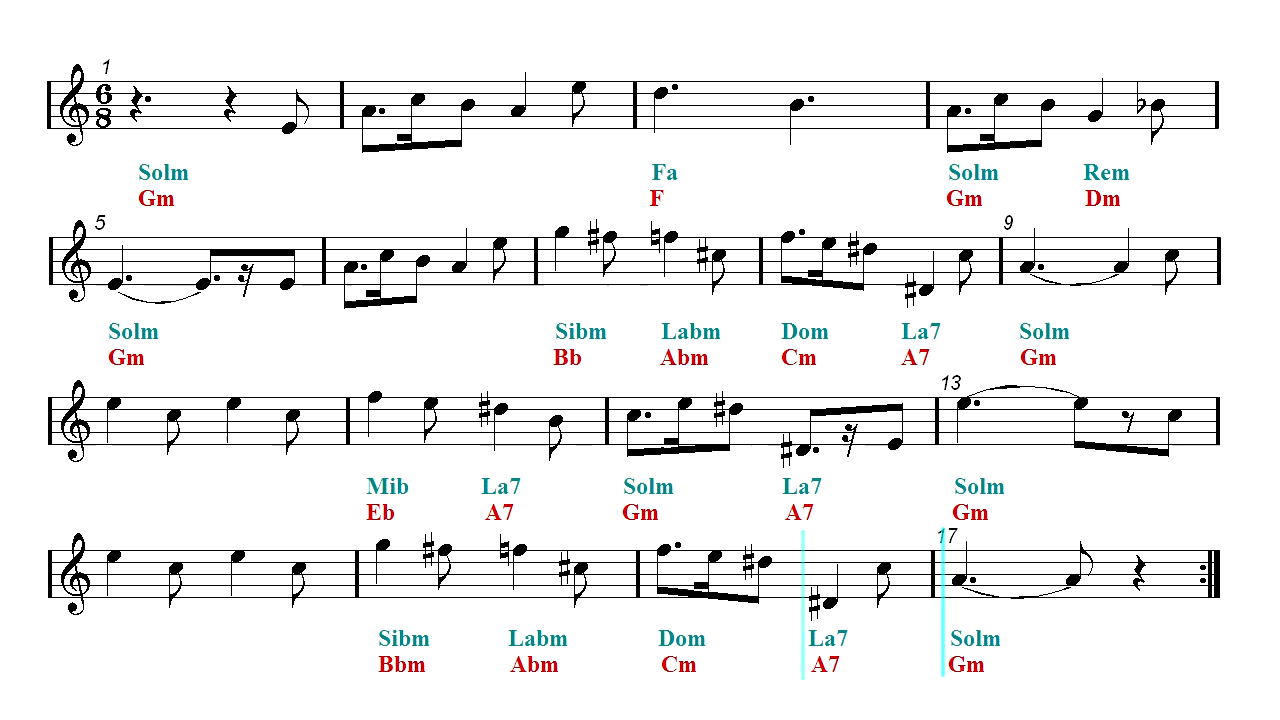 1
6
8
Solm Fa Solm Rem
Gm F Gm Dm
5 9
Solm Sibm Labm Dom La7 Solm
Gm Bb Abm Cm A7 Gm
13
Mib La7 Solm La7 Solm
Eb A7 Gm A7 Gm
17
Sibm Labm Dom La7 Solm
Bbm Abm Cm A7 Gm